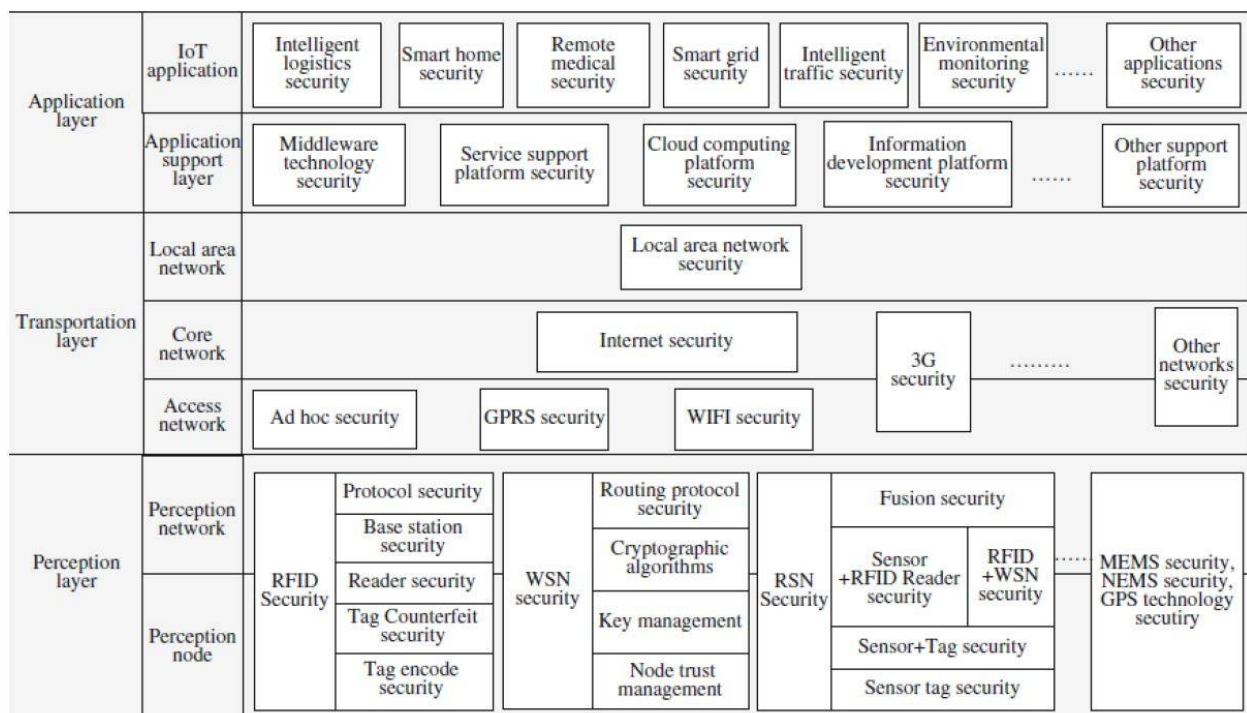 IoT
application
Intelligent
logistics
security
Smart home
security
Remote
medical
security
Smart grid
security
Intelligent
traffic security
Environmental
monitoring
security
......
Other
applications
security
Application
layer
Application
support
layer
Middleware
technology
security
Service support
platform security
Cloud computing
platform
security
Information
development platform
security
......
Other support
platform
security
Transportation
layer
Local area
network
Local area network
security
Core
network
Internet security
3G
security
.........
Other
networks
security
Access
network
Ad hoc security
GPRS security
WIFI security
Perception
layer
Perception
network
Perception
node
RFID
Security
Protocol security
Base station
security
Reader security
Tag Counterfeit
security
Tag encode
security
WSN
security
Routing protocol
security
Cryptographic
algorithms
Key management
Node trust
management
RSN
Security
Fusion security
Sensor
+RFID Reader
security
RFID
+WSN
security
Sensor+Tag security
Sensor tag security
......
MEMS security,
NEMS security,
GPS technology
secutiry